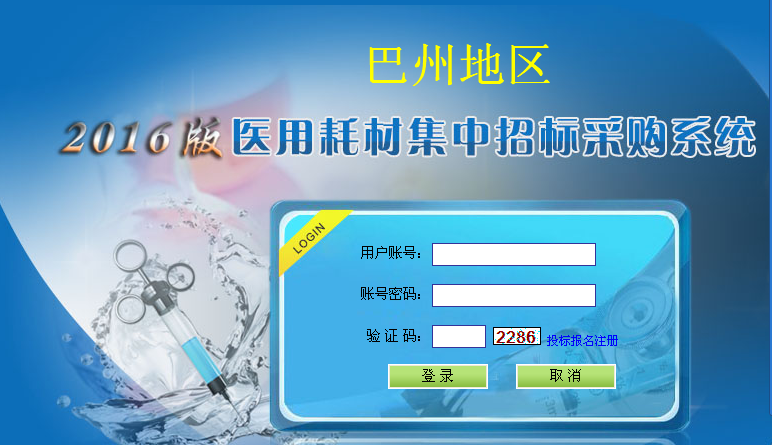 巴州地区
2016版 医用耗材集中招标采购系统
LOGIN
用户账号：
账号密码：
验 证 码： 2286 投标报名注册
登 录 取 消